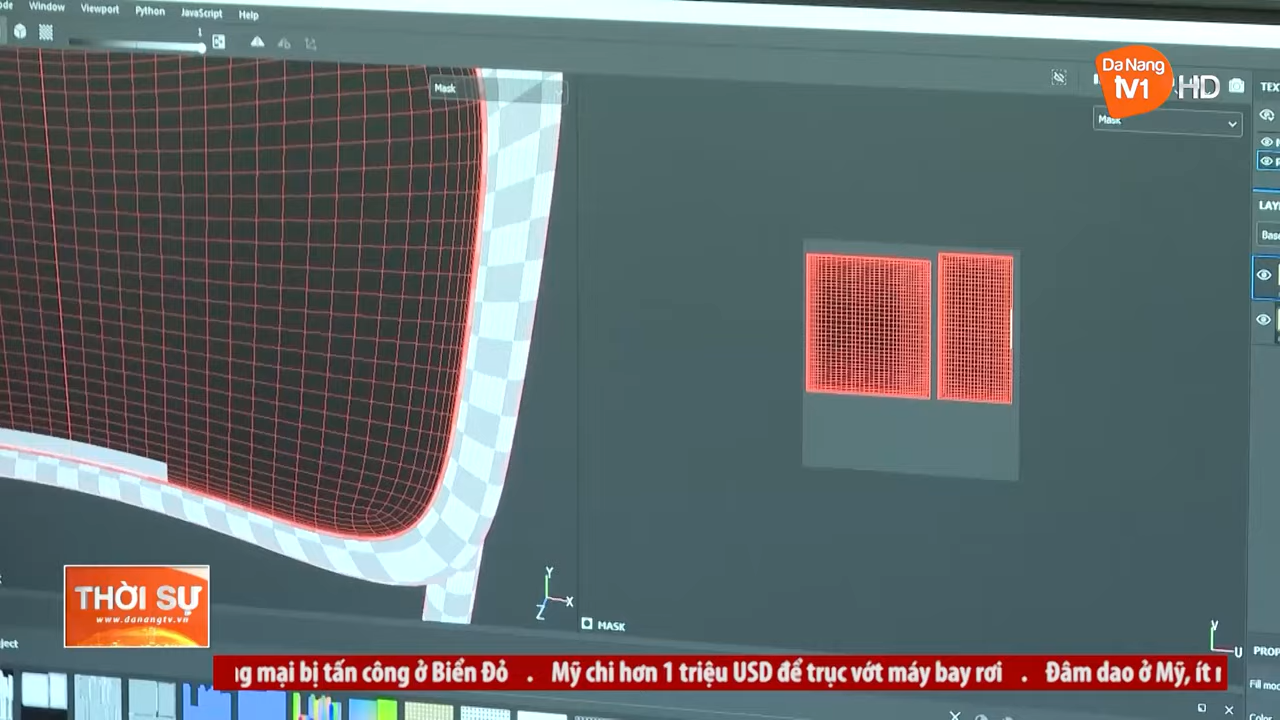 Window Viewport Python JavaScript Help
1
Mask
Da Nang
TV1 HD
Mask
Y
X
Z
MASK
THỜI SỰ
www.danangtv.vn
U
mại bị tấn công ở Biển Đỏ . Mỹ chi hơn 1 triệu USD để trục vớt máy bay rơi . Đâm dao ở Mỹ, ít
Fill